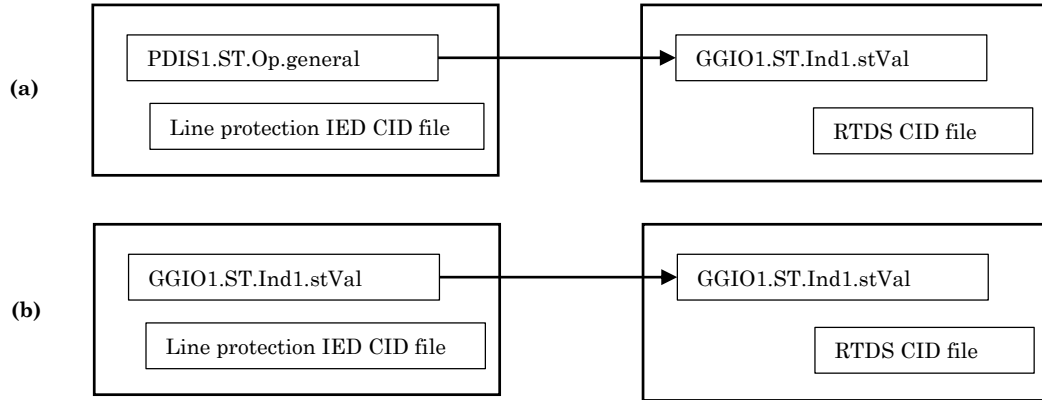 PDIS1.ST.Op.general
GGIO1.ST.Ind1.stVal
(a)
Line protection IED CID file
RTDS CID file
GGIO1.ST.Ind1.stVal
GGIO1.ST.Ind1.stVal
(b)
Line protection IED CID file
RTDS CID file